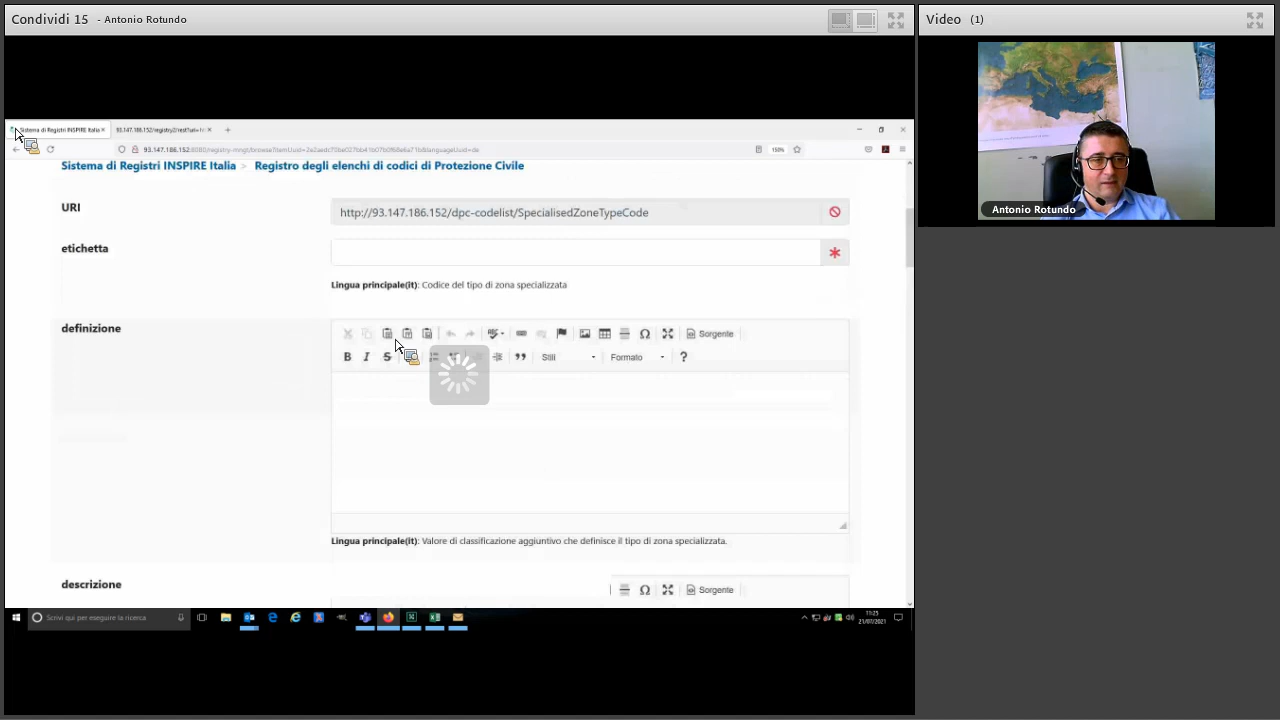 Condividi 15 - Antonio Rotundo
Video (1)
Sistema di Registri INSPIRE Italia
Sistema di Registri INSPIRE Italia > Registro degli elenchi di codici di Protezione Civile
150%
URI
http://93.147.186.152/dpc-codelist/SpecialisedZoneTypeCode
etichetta
Lingua principale(it): Codice del tipo di zona specializzata
definizione
Sorgente
B I S Stili Formato ?
Lingua principale(it): Valore di classificazione aggiuntivo che definisce il tipo di zona specializzata.
descrizione
Sorgente
Scrivi qui per eseguire la ricerca
11:25
21/07/2021
Antonio Rotundo